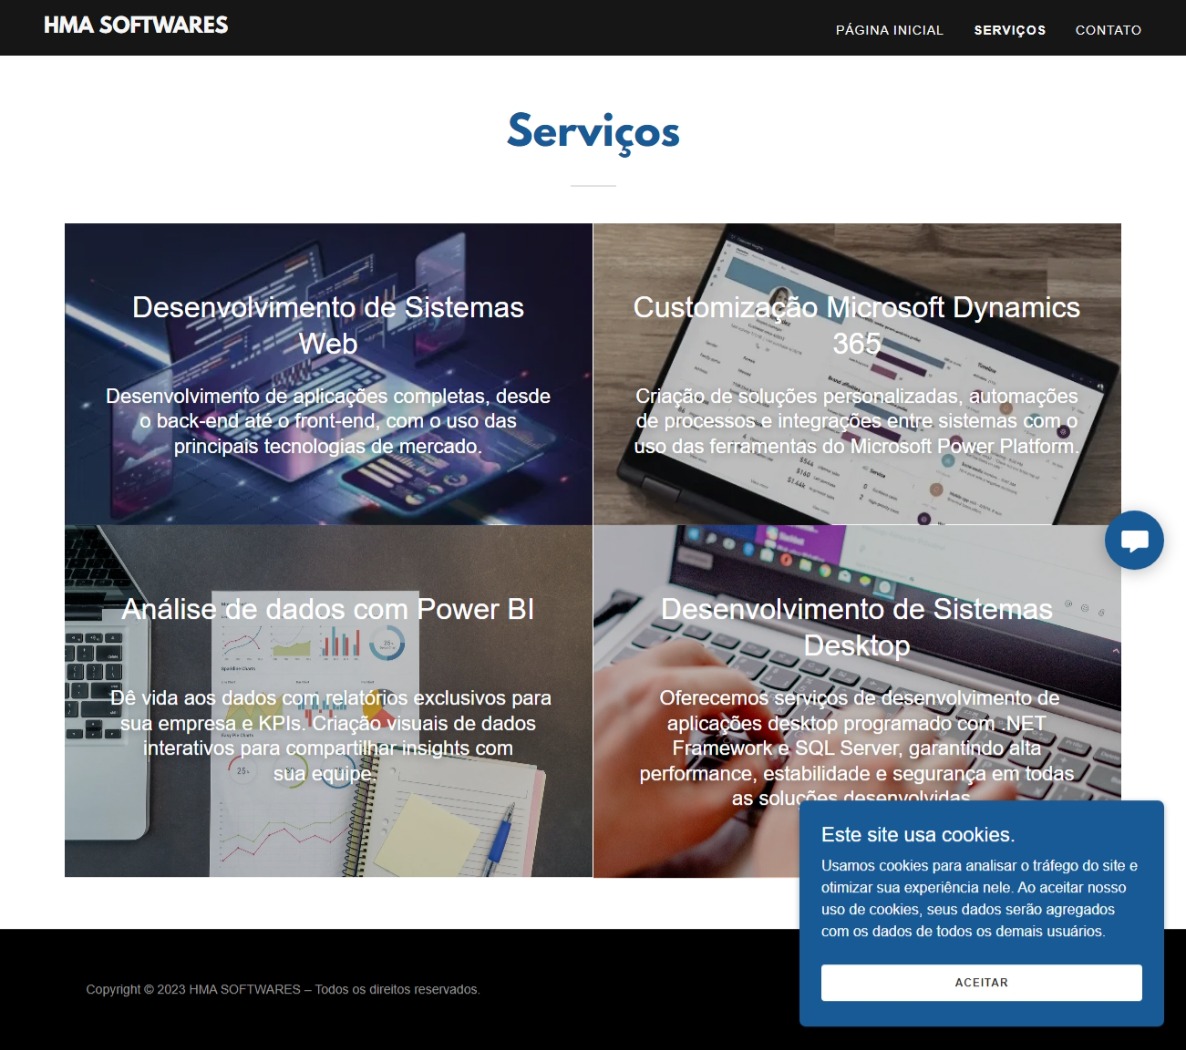 HMA SOFTWARES
PÁGINA INICIAL
SERVIÇOS
CONTATO
Serviços
Desenvolvimento de Sistemas
Web
Desenvolvimento de aplicações completas, desde
o back-end até o front-end, com o uso das
principais tecnologias de mercado.
Customização Microsoft Dynamics
365
Criação de soluções personalizadas, automações
de processos e integrações entre sistemas com o
uso das ferramentas do Microsoft Power Platform.
Análise de dados com Power BI
Dê vida aos dados com relatórios exclusivos para
sua empresa e KPIs. Criação visuais de dados
interativos para compartilhar insights com
sua equipe.
Desenvolvimento de Sistemas
Desktop
Oferecemos serviços de desenvolvimento de
aplicações desktop programado com .NET
Framework e SQL Server, garantindo alta
performance, estabilidade e segurança em todas
as soluções desenvolvidas
Este site usa cookies.
Usamos cookies para analisar o tráfego do site e
otimizar sua experiência nele. Ao aceitar nosso
uso de cookies, seus dados serão agregados
com os dados de todos os demais usuários.
ACEITAR
Copyright © 2023 HMA SOFTWARES – Todos os direitos reservados.